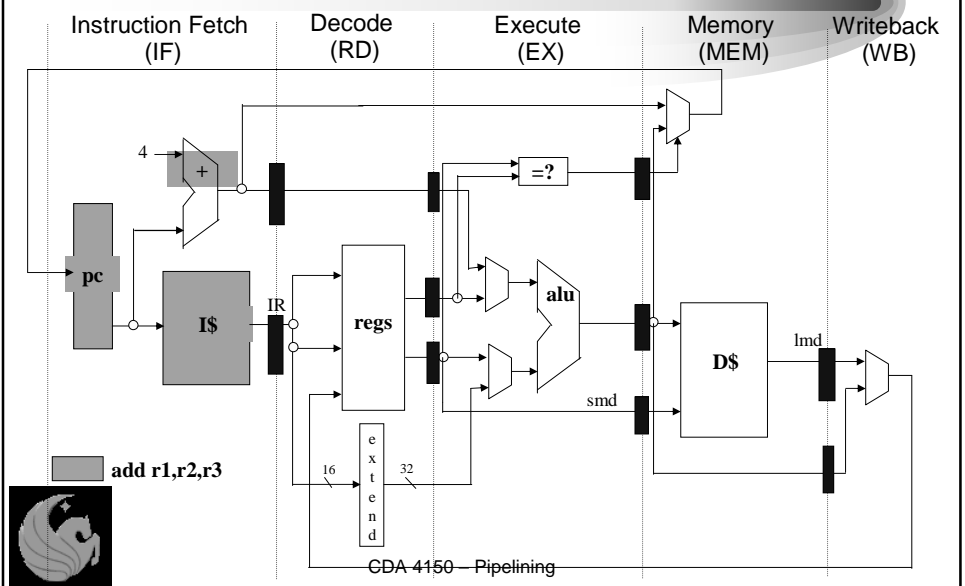 Instruction Fetch
(IF)
Decode
(RD)
Execute
(EX)
Memory
(MEM)
Writeback
(WB)
4
+
=?
pc
I$
IR
regs
alu
D$
lmd
smd
16
extend
32
add r1,r2,r3
CDA 4150 – Pipelining